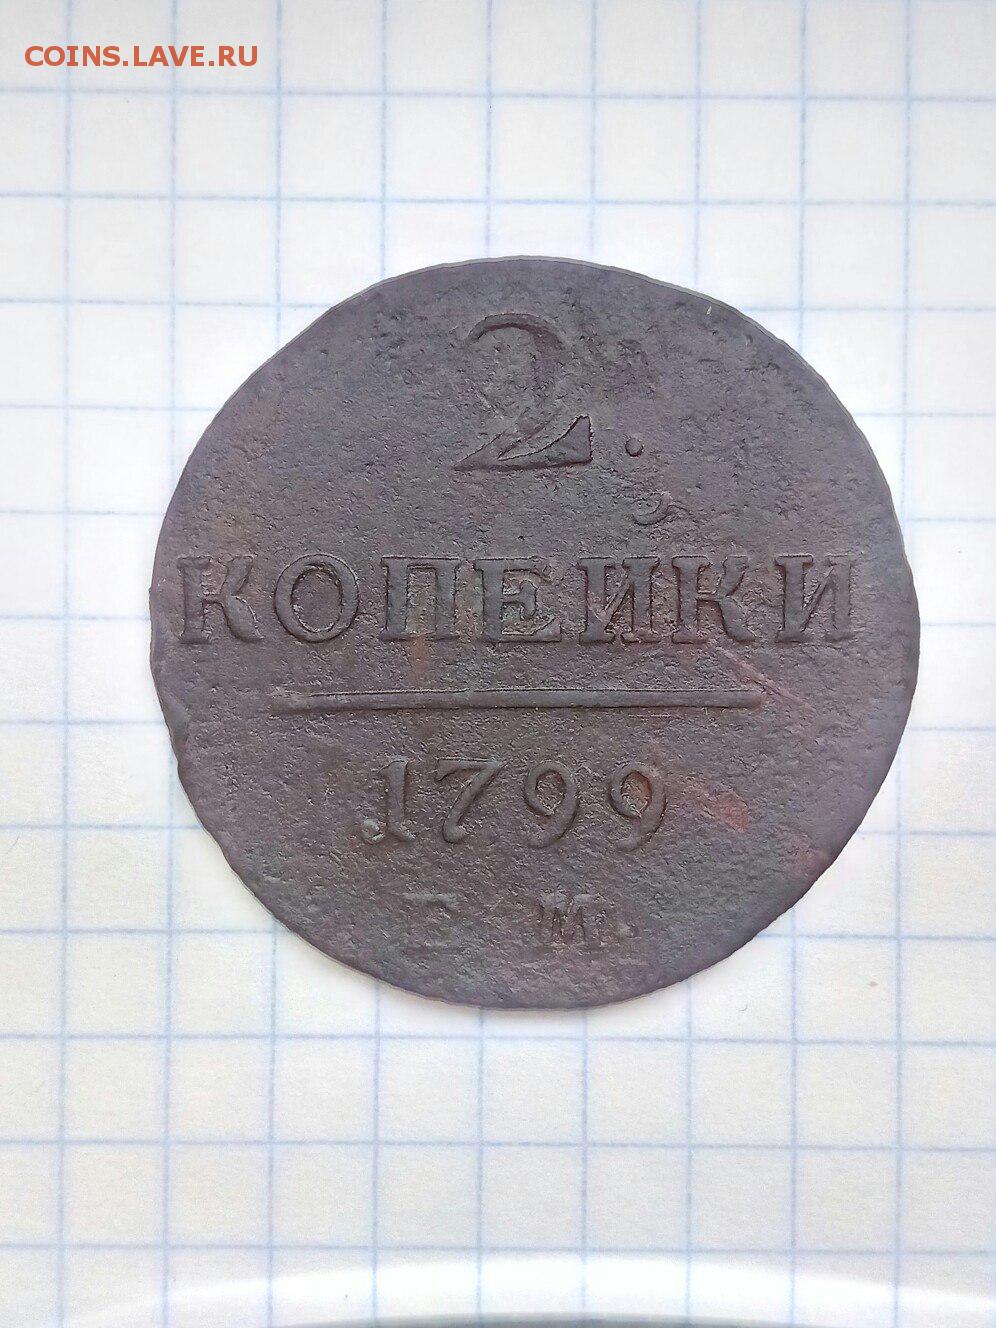 COINS.LAVE.RU
2.
КОПЕЙКИ
1799
Е М